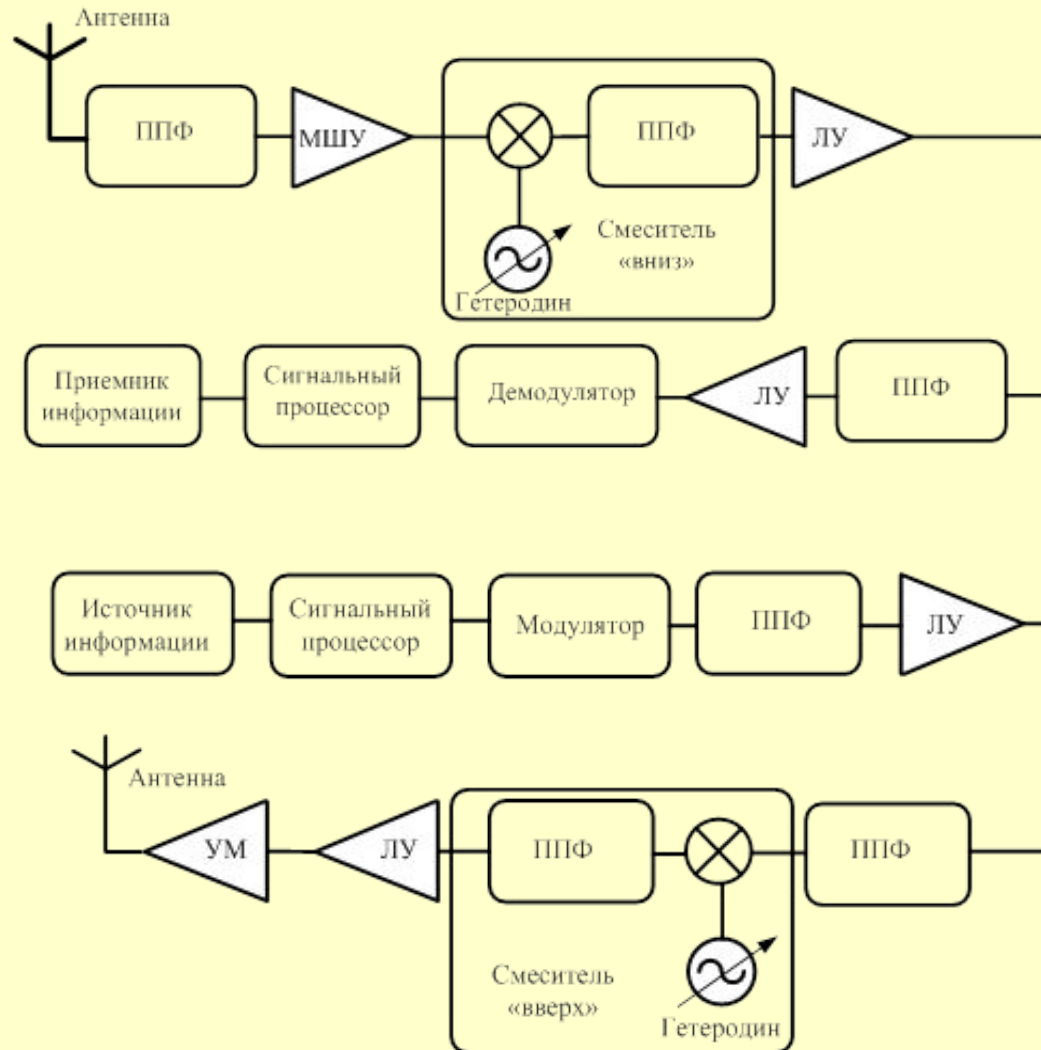 Антенна
ППФ
МШУ
ППФ
ЛУ
Смеситель
«вниз»
Гетеродин
Приемник
информации
Сигнальный
процессор
Демодулятор
ЛУ
ППФ
Источник
информации
Сигнальный
процессор
Модулятор
ППФ
ЛУ
Антенна
УМ
ЛУ
ППФ
ППФ
Смеситель
«вверх»
Гетеродин